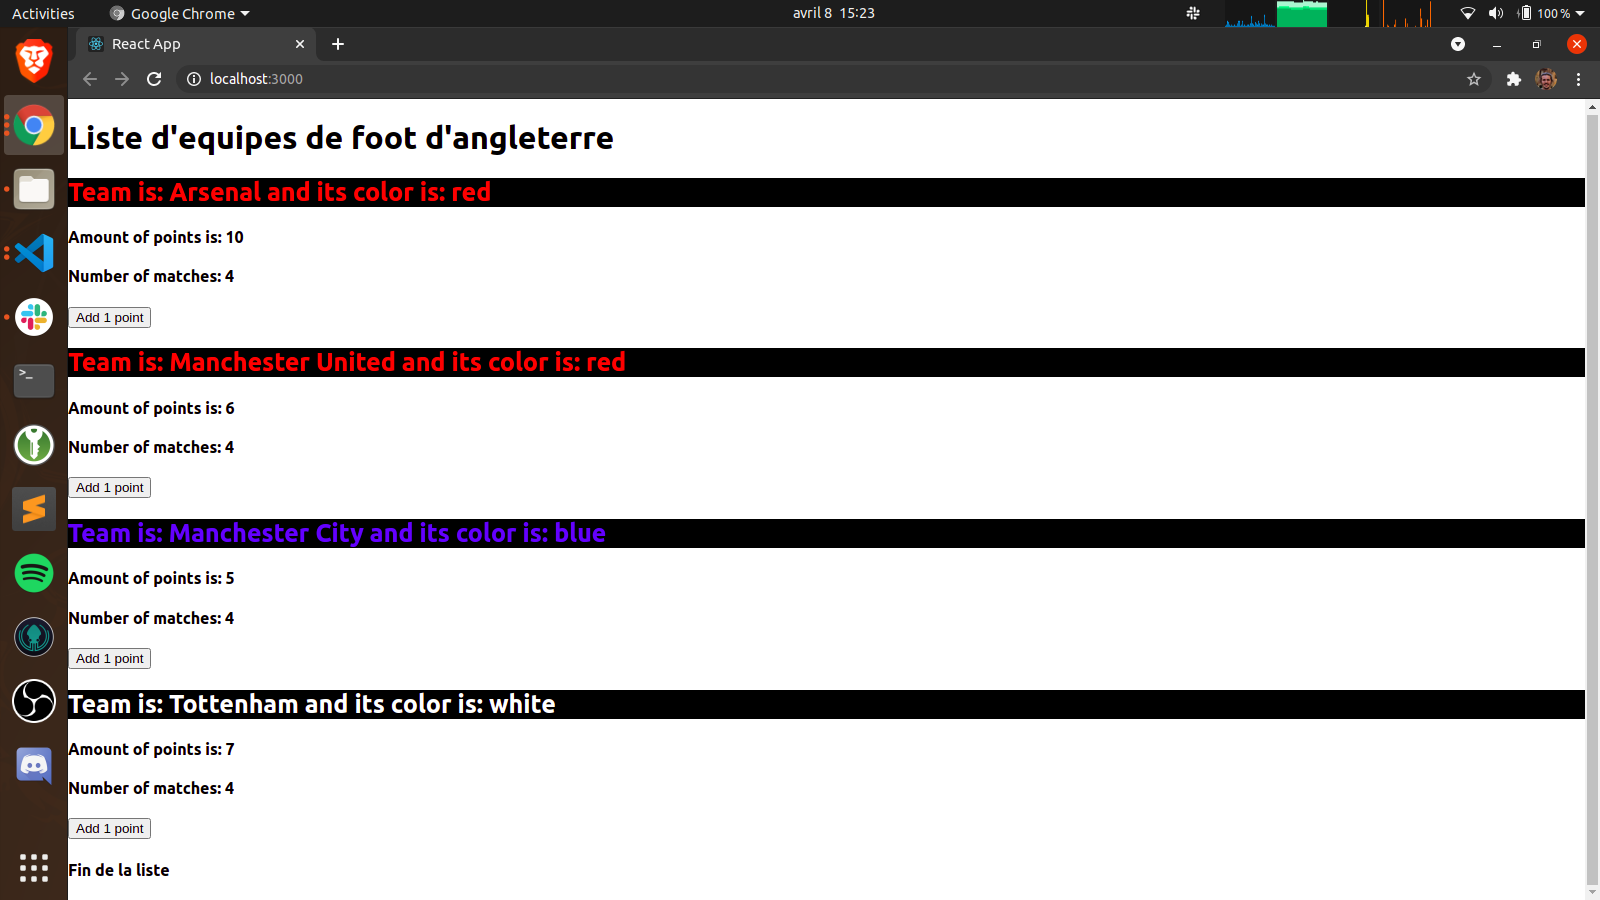 Activities
Google Chrome
avril 8 15:23
100 %
React App
localhost:3000
Liste d'equipes de foot d'angleterre
Team is: Arsenal and its color is: red
Amount of points is: 10
Number of matches: 4
Add 1 point
Team is: Manchester United and its color is: red
Amount of points is: 6
Number of matches: 4
Add 1 point
Team is: Manchester City and its color is: blue
Amount of points is: 5
Number of matches: 4
Add 1 point
Team is: Tottenham and its color is: white
Amount of points is: 7
Number of matches: 4
Add 1 point
Fin de la liste